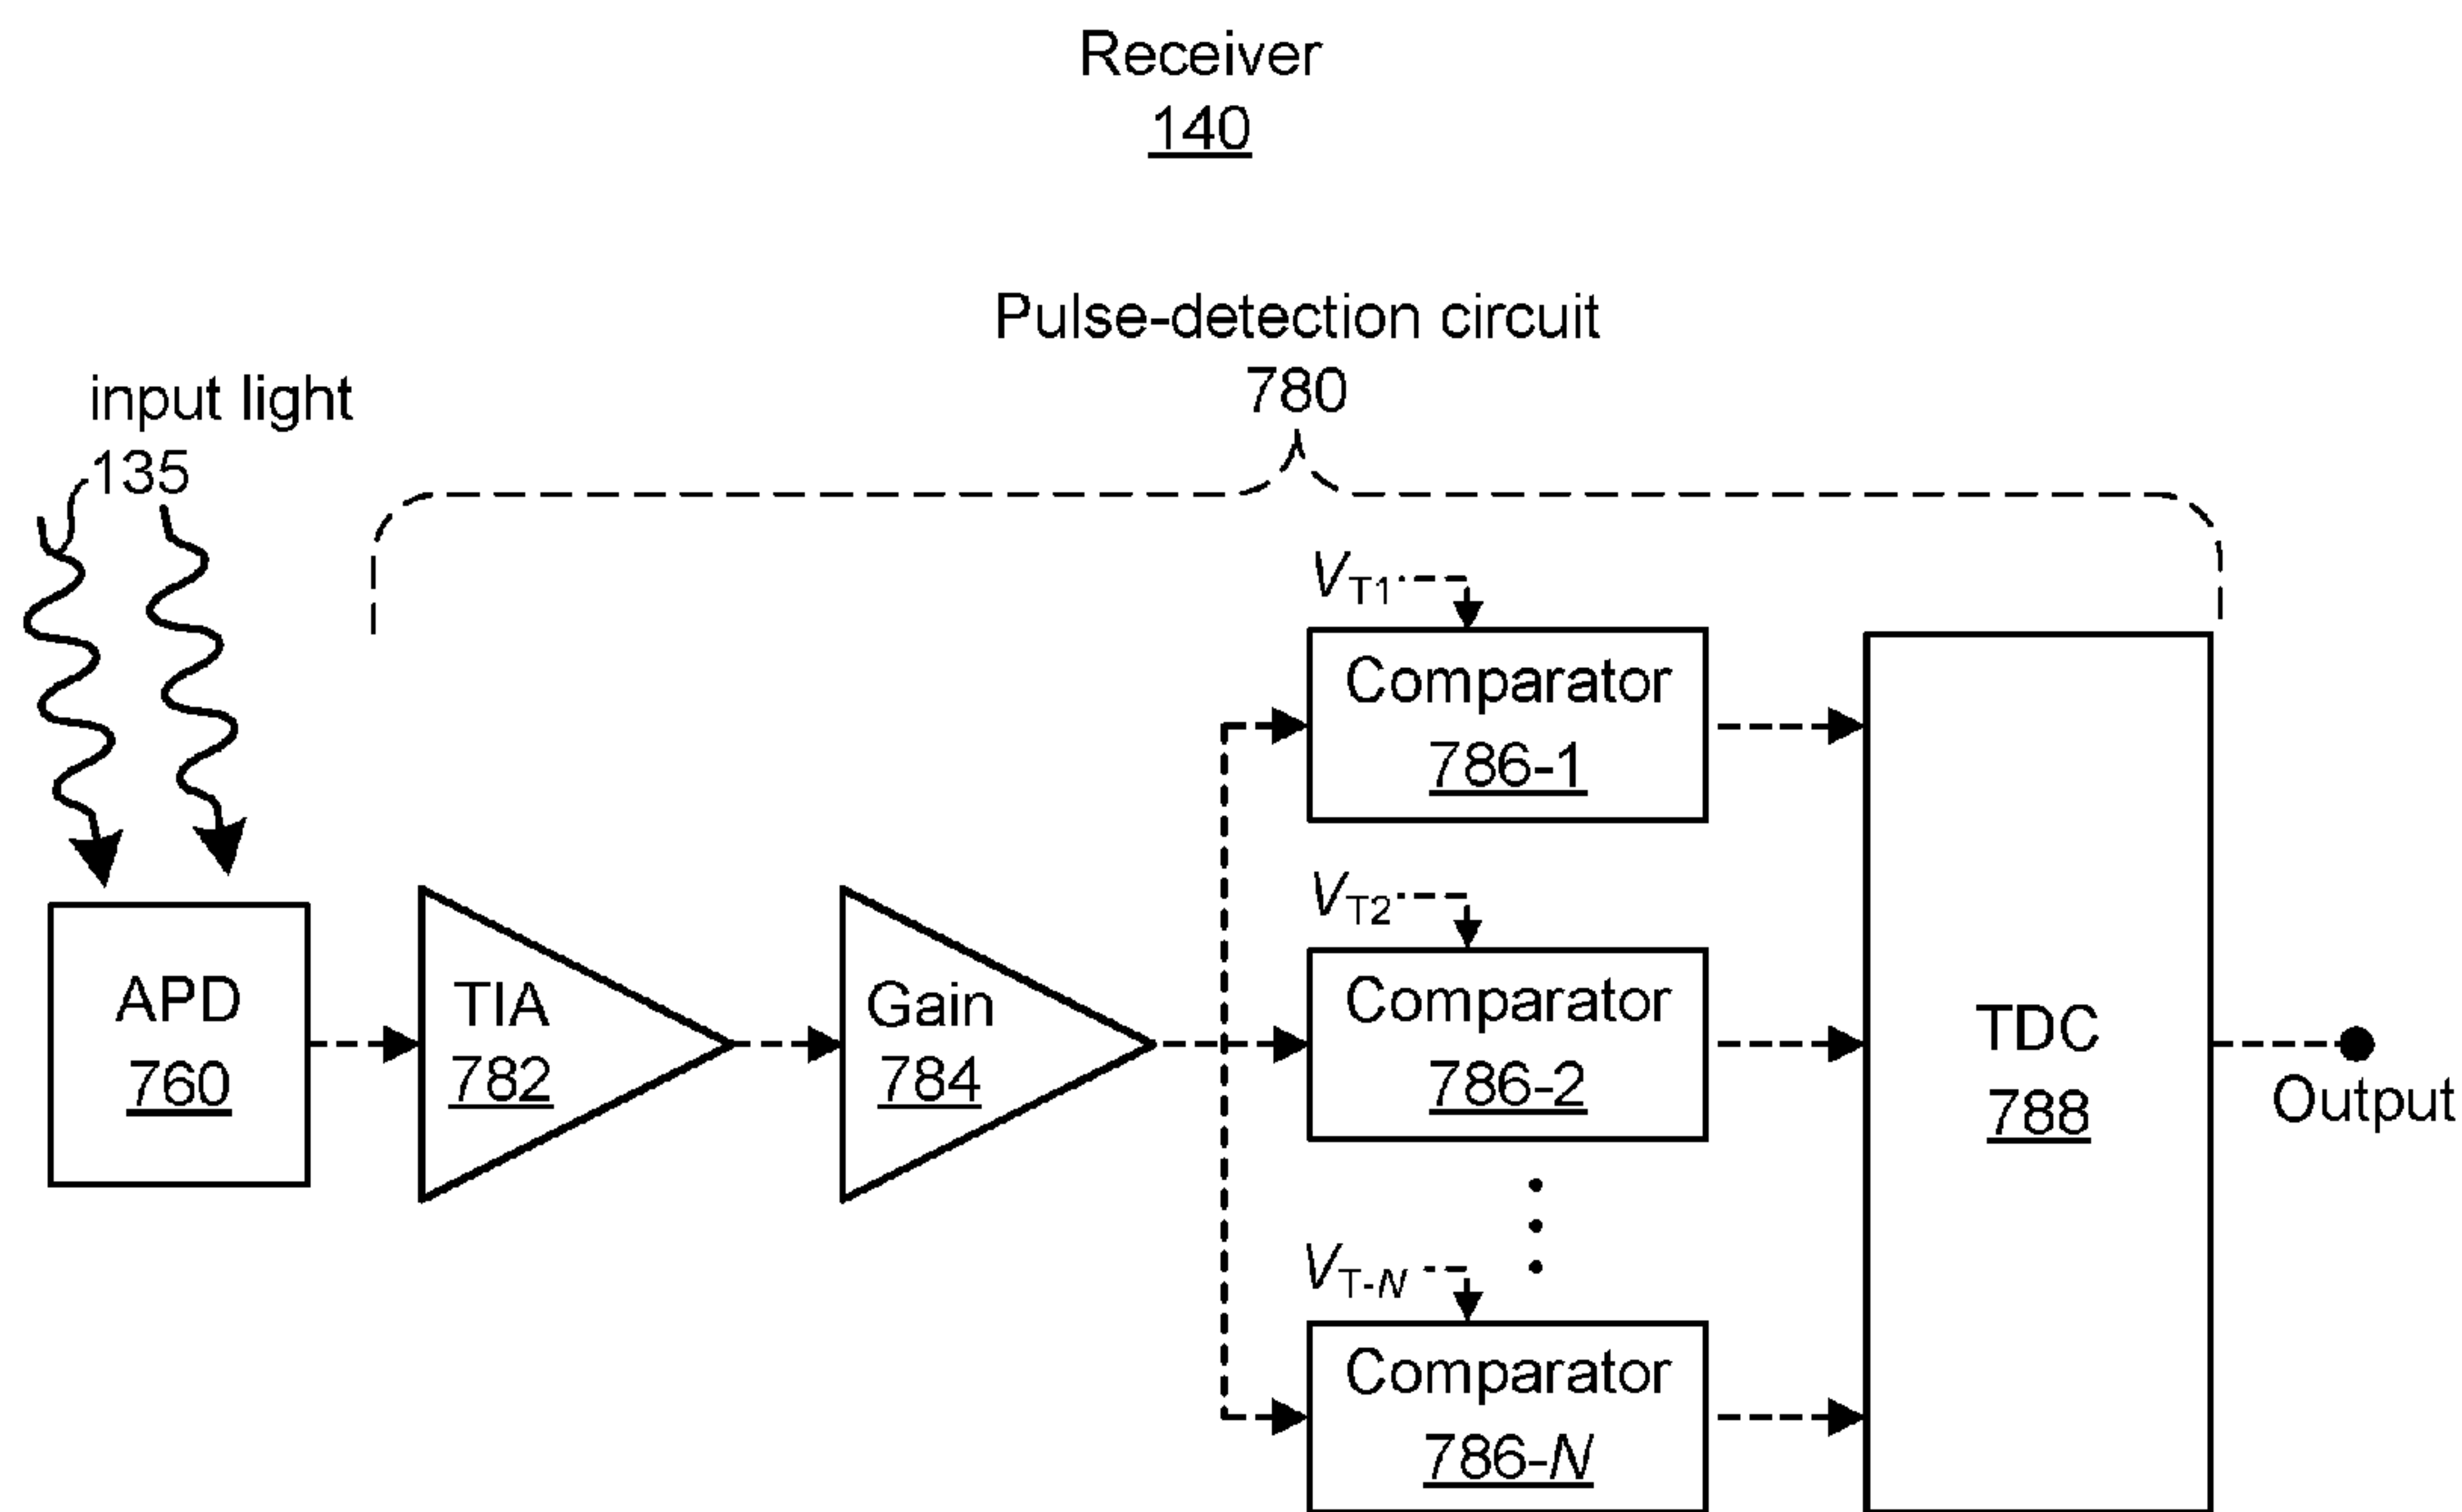 Receiver
140
Pulse-detection circuit
780
input light
135
VT1
Comparator
786-1
VT2
Comparator
786-2
VT-N
Comparator
786-N
APD
760
TIA
782
Gain
784
TDC
788
Output